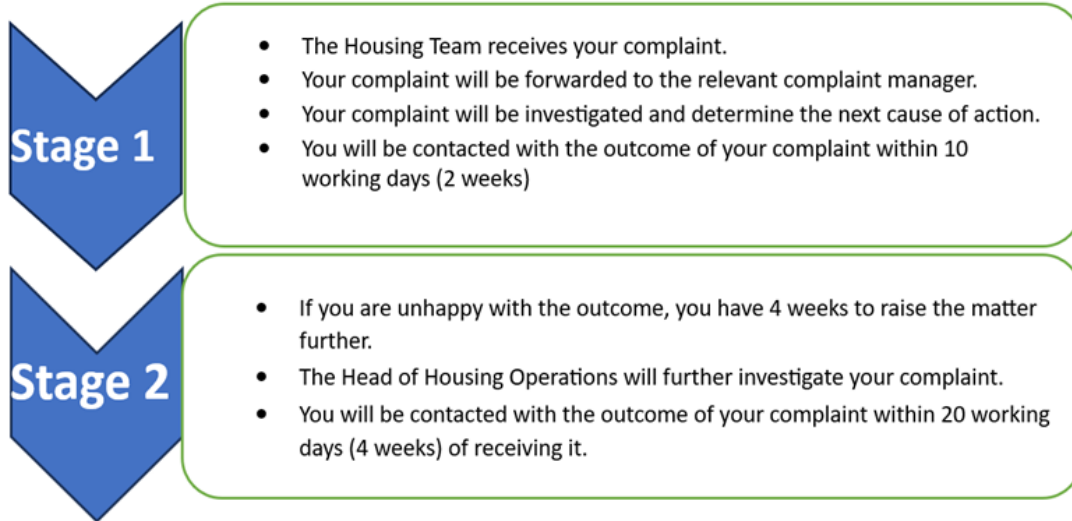 Stage 1
• The Housing Team receives your complaint.
• Your complaint will be forwarded to the relevant complaint manager.
• Your complaint will be investigated and determine the next cause of action.
• You will be contacted with the outcome of your complaint within 10
working days (2 weeks)
Stage 2
• If you are unhappy with the outcome, you have 4 weeks to raise the matter
further.
• The Head of Housing Operations will further investigate your complaint.
• You will be contacted with the outcome of your complaint within 20 working
days (4 weeks) of receiving it.